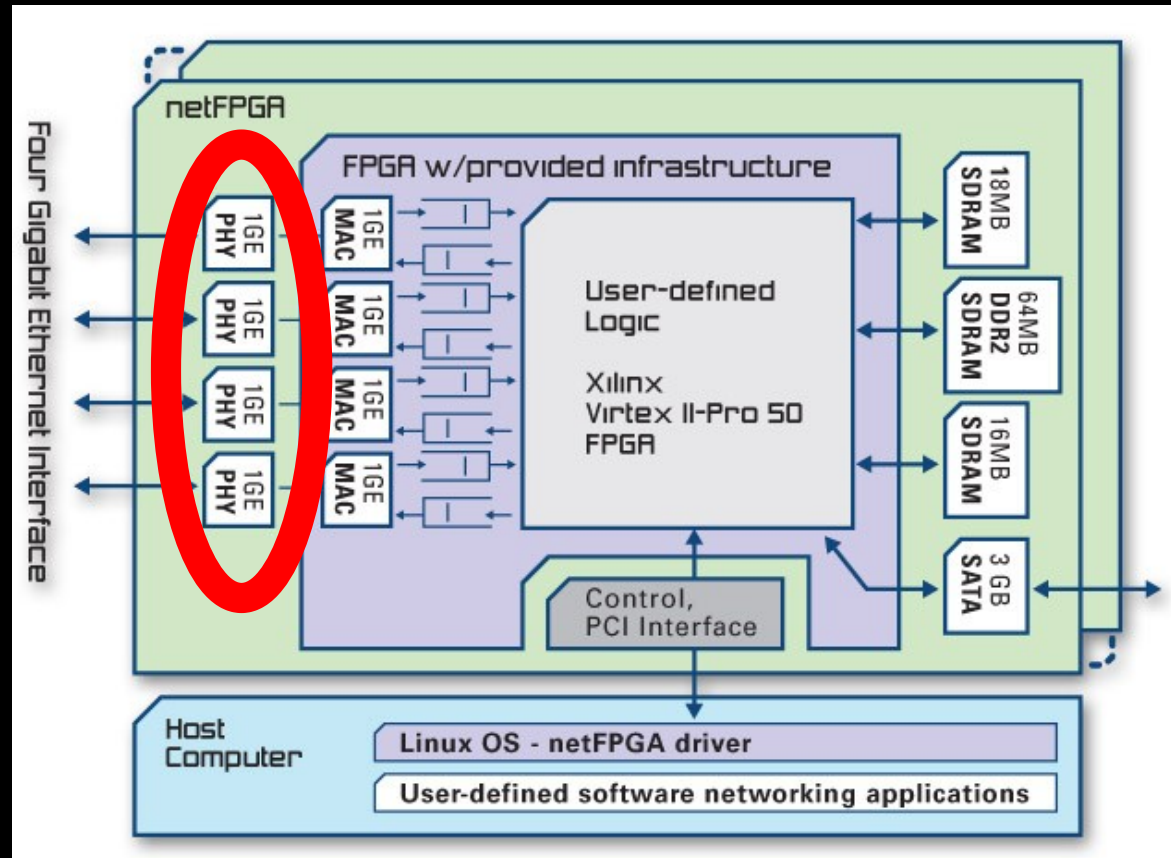 netFPGA
Four Gigabit Ethernet Interface
FPGA w/provided infrastructure
1GE
PHY
1GE
PHY
1GE
PHY
1GE
PHY
1GE
MAC
1GE
MAC
1GE
MAC
1GE
MAC
User-defined
Logic
Xilinx
Virtex II-Pro 50
FPGA
18MB
SDRAM
64MB
DDR2
SDRAM
16MB
SDRAM
3 GB
SATA
Control,
PCI Interface
Host
Computer
Linux OS - netFPGA driver
User-defined software networking applications